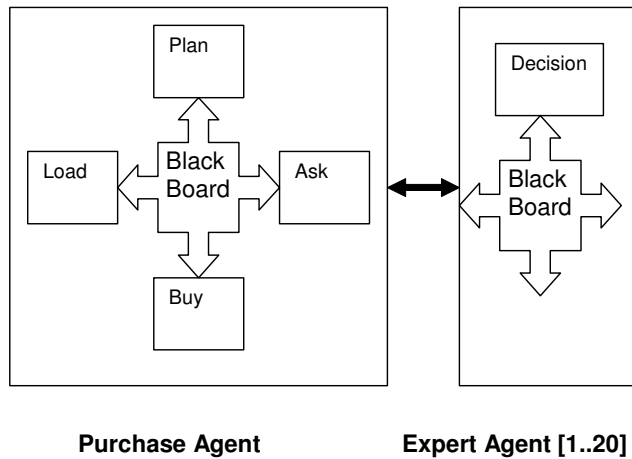 Plan
Decision
Load
Black
Board
Ask
Black
Board
Buy
Purchase Agent
Expert Agent [1..20]